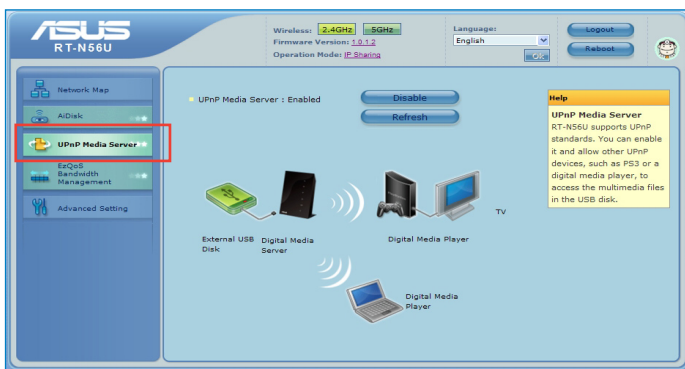 ASUS
RT-N56U
Wireless: 2.4GHz 5GHz
Firmware Version: 1.0.1.2
Operation Mode: IP Sharing
Language:
English
OK
Logout
Reboot
Network Map
AiDisk
UPnP Media Server
EzQoS
Bandwidth
Management
Advanced Setting
UPnP Media Server : Enabled
Disable
Refresh
External USB
Disk
Digital Media
Server
Digital Media Player
TV
Digital Media
Player
Help
UPnP Media Server
RT-N56U supports UPnP
standards. You can enable
it and allow other UPnP
devices, such as PS3 or a
digital media player, to
access the multimedia files
in the USB disk.